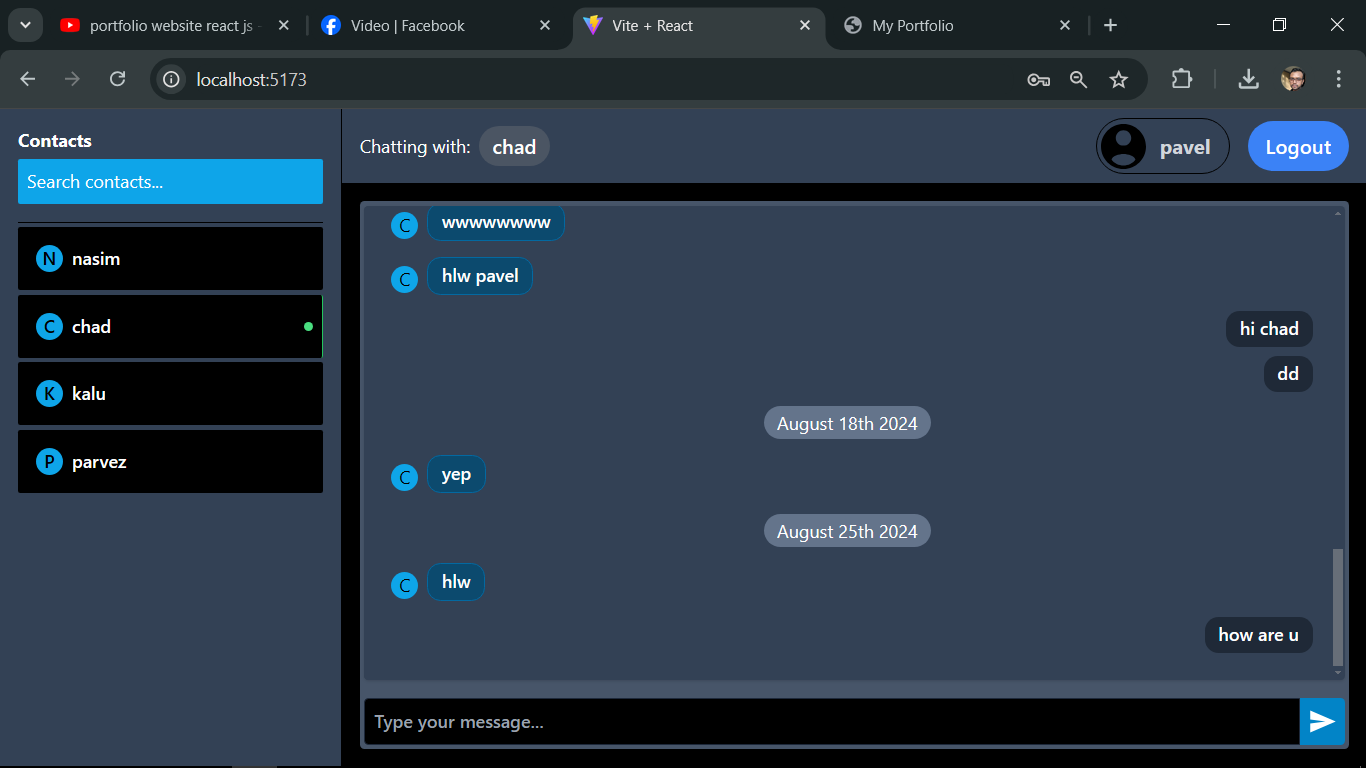 portfolio website react js -
Video | Facebook
Vite + React
My Portfolio
localhost:5173
Contacts
Search contacts...
N nasim
C chad
K kalu
P parvez
Chatting with: chad
pavel
Logout
C wwwwwwww
C hlw pavel
hi chad
dd
August 18th 2024
C yep
August 25th 2024
C hlw
how are u
Type your message...